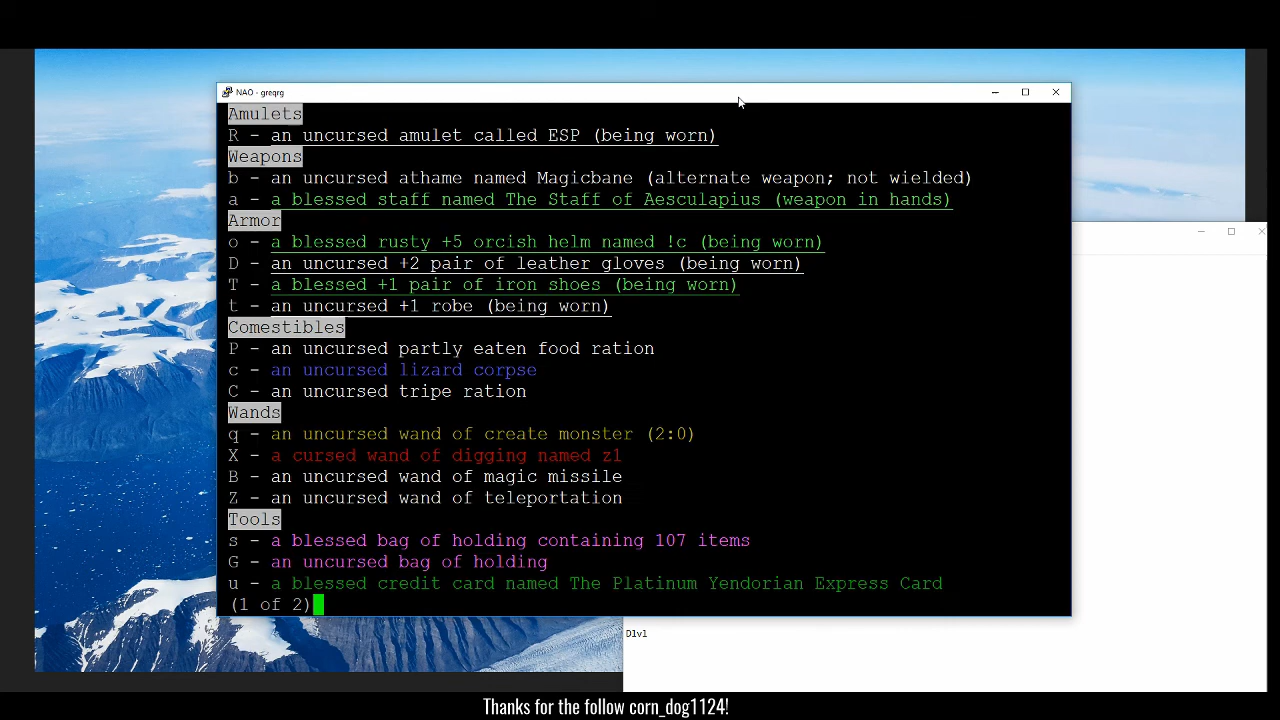 NAO - greqrg
Amulets
R - an uncursed amulet called ESP (being worn)
Weapons
b - an uncursed athame named Magicbane (alternate weapon; not wielded)
a - a blessed staff named The Staff of Aesculapius (weapon in hands)
Armor
o - a blessed rusty +5 orcish helm named !c (being worn)
D - an uncursed +2 pair of leather gloves (being worn)
T - a blessed +1 pair of iron shoes (being worn)
t - an uncursed +1 robe (being worn)
Comestibles
P - an uncursed partly eaten food ration
c - an uncursed lizard corpse
C - an uncursed tripe ration
Wands
q - an uncursed wand of create monster (2:0)
X - a cursed wand of digging named z1
B - an uncursed wand of magic missile
Z - an uncursed wand of teleportation
Tools
s - a blessed bag of holding containing 107 items
G - an uncursed bag of holding
u - a blessed credit card named The Platinum Yendorian Express Card
(1 of 2)
Dlvl
Thanks for the follow corn_dog1124!